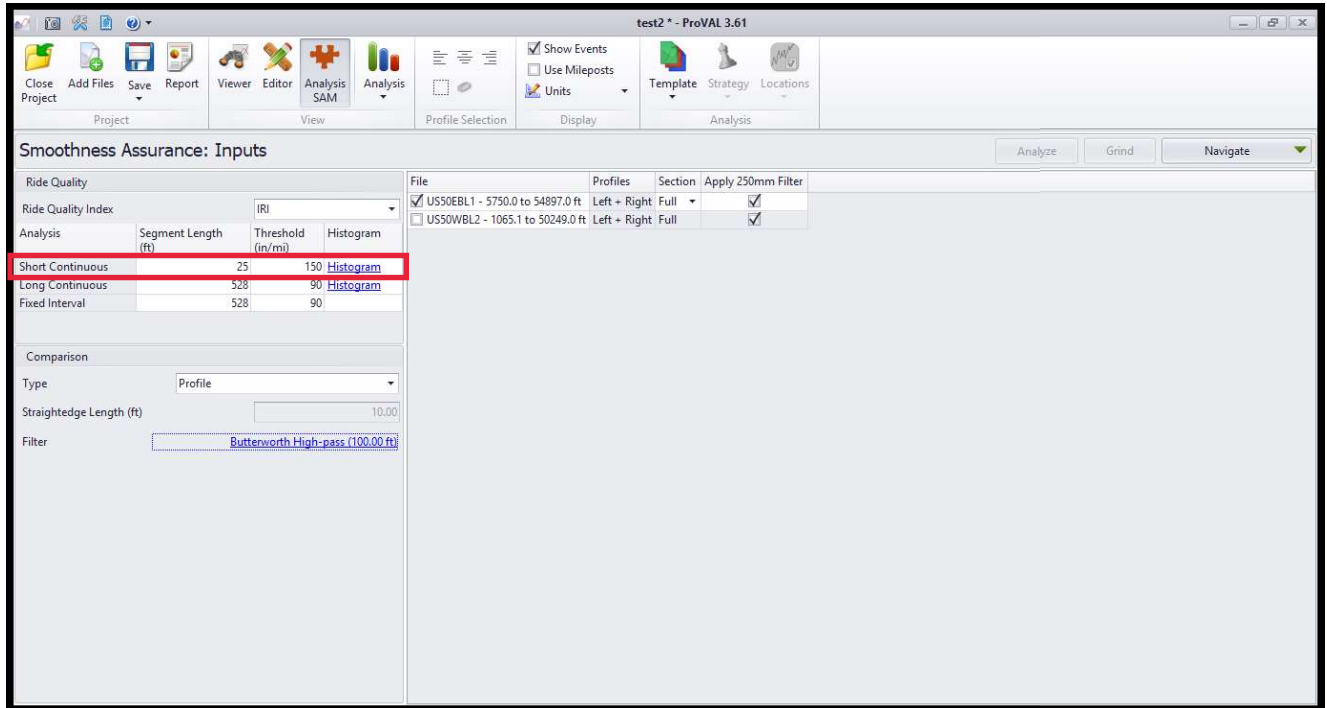 test2 * - ProVAL 3.61
Close Project
Add Files
Save
Report
Viewer
Editor
Analysis SAM
Analysis
Show Events
Use Mileposts
Units
Template
Strategy
Locations
Project
View
Profile Selection
Display
Analysis
Smoothness Assurance: Inputs
Analyze
Grind
Navigate
Ride Quality
Ride Quality Index IRI
Analysis Segment Length (ft) Threshold (in/mi) Histogram
Short Continuous 25 150 Histogram
Long Continuous 528 90 Histogram
Fixed Interval 528 90
Comparison
Type Profile
Straightedge Length (ft) 10.00
Filter Butterworth High-pass (100.00 ft)
File Profiles Section Apply 250mm Filter
US50EBL1 - 5750.0 to 54897.0 ft Left + Right Full
US50WBL2 - 1065.1 to 50249.0 ft Left + Right Full